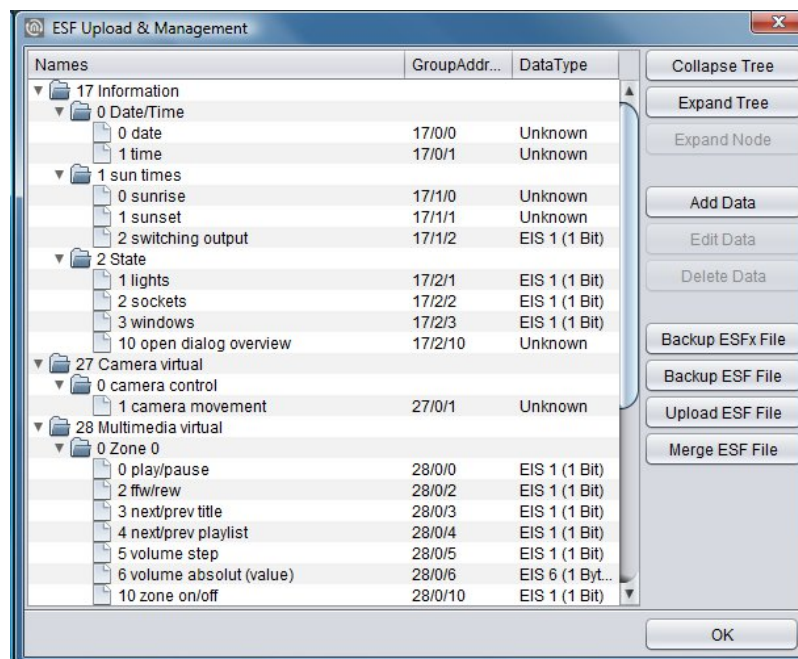 ESF Upload & Management
Names GroupAddr... DataType
17 Information
0 Date/Time
0 date 17/0/0 Unknown
1 time 17/0/1 Unknown
1 sun times
0 sunrise 17/1/0 Unknown
1 sunset 17/1/1 Unknown
2 switching output 17/1/2 EIS 1 (1 Bit)
2 State
1 lights 17/2/1 EIS 1 (1 Bit)
2 sockets 17/2/2 EIS 1 (1 Bit)
3 windows 17/2/3 EIS 1 (1 Bit)
10 open dialog overview 17/2/10 Unknown
27 Camera virtual
0 camera control
1 camera movement 27/0/1 Unknown
28 Multimedia virtual
0 Zone 0
0 play/pause 28/0/0 EIS 1 (1 Bit)
2 ffw/rew 28/0/2 EIS 1 (1 Bit)
3 next/prev title 28/0/3 EIS 1 (1 Bit)
4 next/prev playlist 28/0/4 EIS 1 (1 Bit)
5 volume step 28/0/5 EIS 1 (1 Bit)
6 volume absolut (value) 28/0/6 EIS 6 (1 Byt...
10 zone on/off 28/0/10 EIS 1 (1 Bit)
Collapse Tree
Expand Tree
Expand Node
Add Data
Edit Data
Delete Data
Backup ESFx File
Backup ESF File
Upload ESF File
Merge ESF File
OK